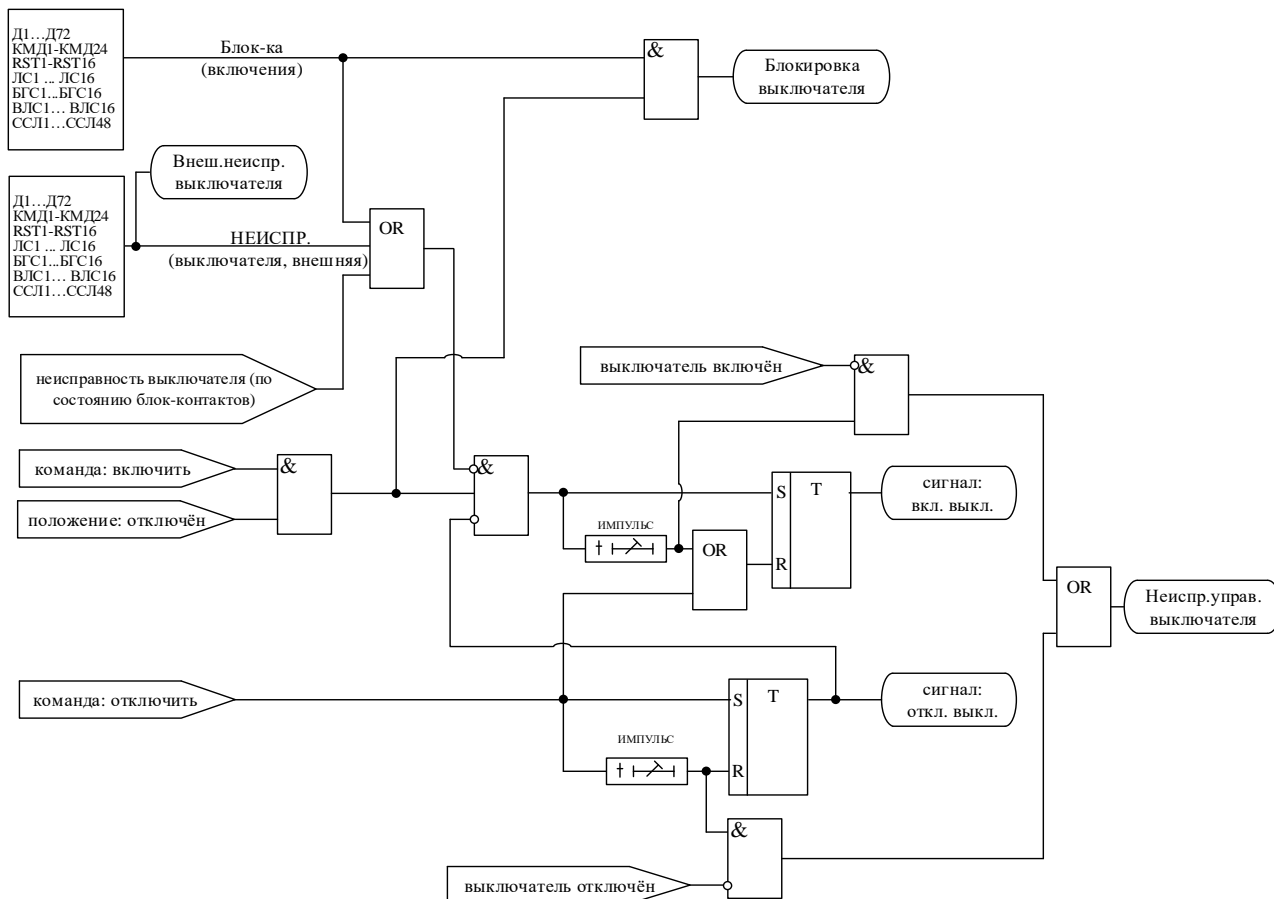 Д1…Д72
КМД1-КМД24
RST1-RST16
ЛС1 ... ЛС16
БГС1...БГС16
ВЛС1… ВЛС16
ССЛ1…ССЛ48
Блок-ка
(включения)
&
Блокировка
выключателя
Внеш.неиспр.
выключателя
Д1…Д72
КМД1-КМД24
RST1-RST16
ЛС1 ... ЛС16
БГС1...БГС16
ВЛС1… ВЛС16
ССЛ1…ССЛ48
НЕИСПР.
(выключателя, внешняя)
OR
неисправность выключателя (по
состоянию блок-контактов)
выключатель включён
&
команда: включить
&
положение: отключён
&
S
T
R
сигнал:
вкл. выкл.
ИМПУЛЬС
OR
OR
Неиспр.управ.
выключателя
команда: отключить
S
T
R
сигнал:
откл. выкл.
ИМПУЛЬС
&
выключатель отключён